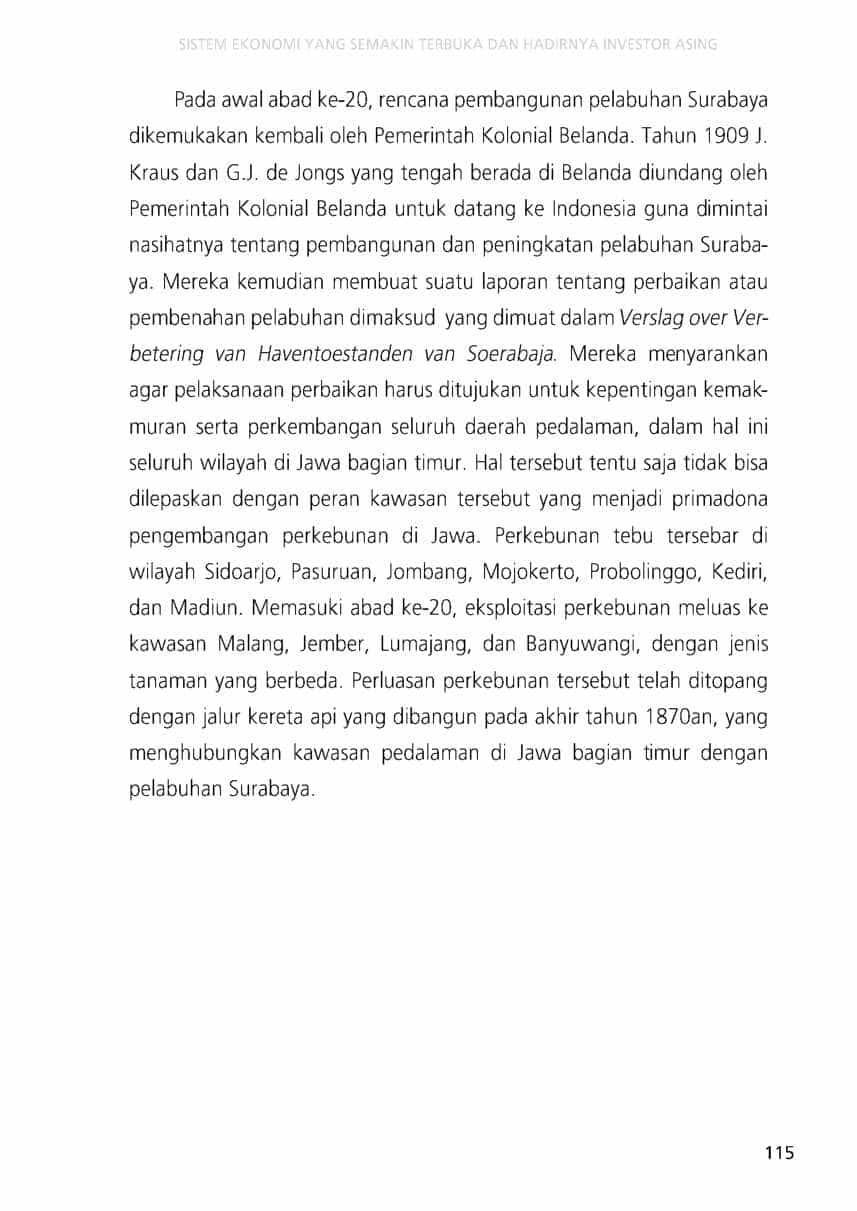 SISTEM EKONOMI YANG SEMAKIN TERBUKA DAN HADIRNYA INVESTOR ASING
Pada awal abad ke-20, rencana pembangunan pelabuhan Surabaya
dikemukakan kembali oleh Pemerintah Kolonial Belanda. Tahun 1909 J.
Kraus dan G.J. de Jongs yang tengah berada di Belanda diundang oleh
Pemerintah Kolonial Belanda untuk datang ke Indonesia guna dimintai
nasihatnya tentang pembangunan dan peningkatan pelabuhan Suraba-
ya. Mereka kemudian membuat suatu laporan tentang perbaikan atau
pembenahan pelabuhan dimaksud  yang dimuat dalam Verslag over Ver-
betering van Haventoestanden van Soerabaja. Mereka menyarankan
agar pelaksanaan perbaikan harus ditujukan untuk kepentingan kemak-
muran serta perkembangan seluruh daerah pedalaman, dalam hal ini
seluruh wilayah di Jawa bagian timur. Hal tersebut tentu saja tidak bisa
dilepaskan dengan peran kawasan tersebut yang menjadi primadona
pengembangan perkebunan di Jawa. Perkebunan tebu tersebar di
wilayah Sidoarjo, Pasuruan, Jombang, Mojokerto, Probolinggo, Kediri,
dan Madiun. Memasuki abad ke-20, eksploitasi perkebunan meluas ke
kawasan Malang, Jember, Lumajang, dan Banyuwangi, dengan jenis
tanaman yang berbeda. Perluasan perkebunan tersebut telah ditopang
dengan jalur kereta api yang dibangun pada akhir tahun 1870an, yang
menghubungkan kawasan pedalaman di Jawa bagian timur dengan
pelabuhan Surabaya.
115